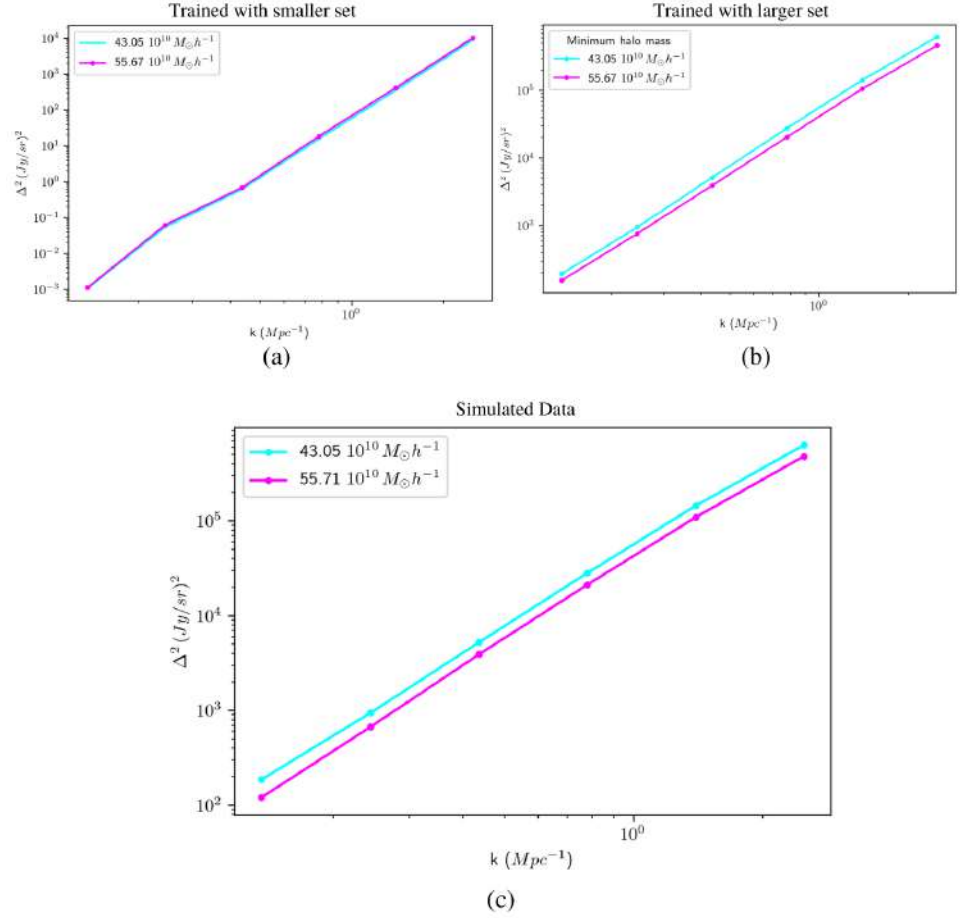 Trained with smaller set
10⁴
10³
10²
10¹
10⁰
10⁻¹
10⁻²
10⁻³
Δ² (Jy/sr)²
43.05 10¹⁰ M☉h⁻¹
55.67 10¹⁰ M☉h⁻¹
10⁰
k (Mpc⁻¹)
(a)
Trained with larger set
10⁵
10⁴
10³
Δ² (Jy/sr)²
Minimum halo mass
43.05 10¹⁰ M☉h⁻¹
55.67 10¹⁰ M☉h⁻¹
10⁰
k (Mpc⁻¹)
(b)
Simulated Data
10⁵
10⁴
10³
10²
Δ² (Jy/sr)²
43.05 10¹⁰ M☉h⁻¹
55.71 10¹⁰ M☉h⁻¹
10⁰
k (Mpc⁻¹)
(c)